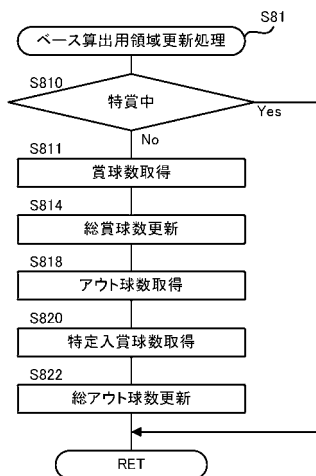 S81
ベース算出用領域更新処理
S810
特賞中
Yes
No
S811
賞球数取得
S814
総賞球数更新
S818
アウト球数取得
S820
特定入賞球数取得
S822
総アウト球数更新
RET